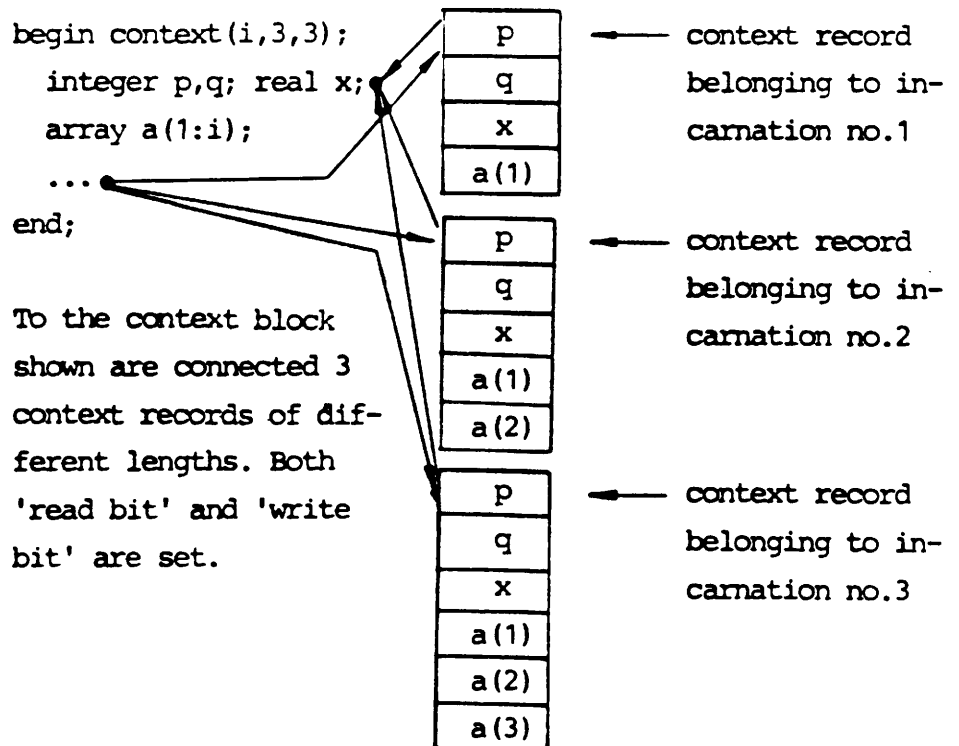 begin context(i,3,3);
integer p,q; real x;
array a(1:i);
...
end;
To the context block
shown are connected 3
context records of dif-
ferent lengths. Both
'read bit' and 'write
bit' are set.
p
q
x
a(1)
context record
belonging to in-
carnation no.1
p
q
x
a(1)
a(2)
context record
belonging to in-
carnation no.2
p
q
x
a(1)
a(2)
a(3)
context record
belonging to in-
carnation no.3